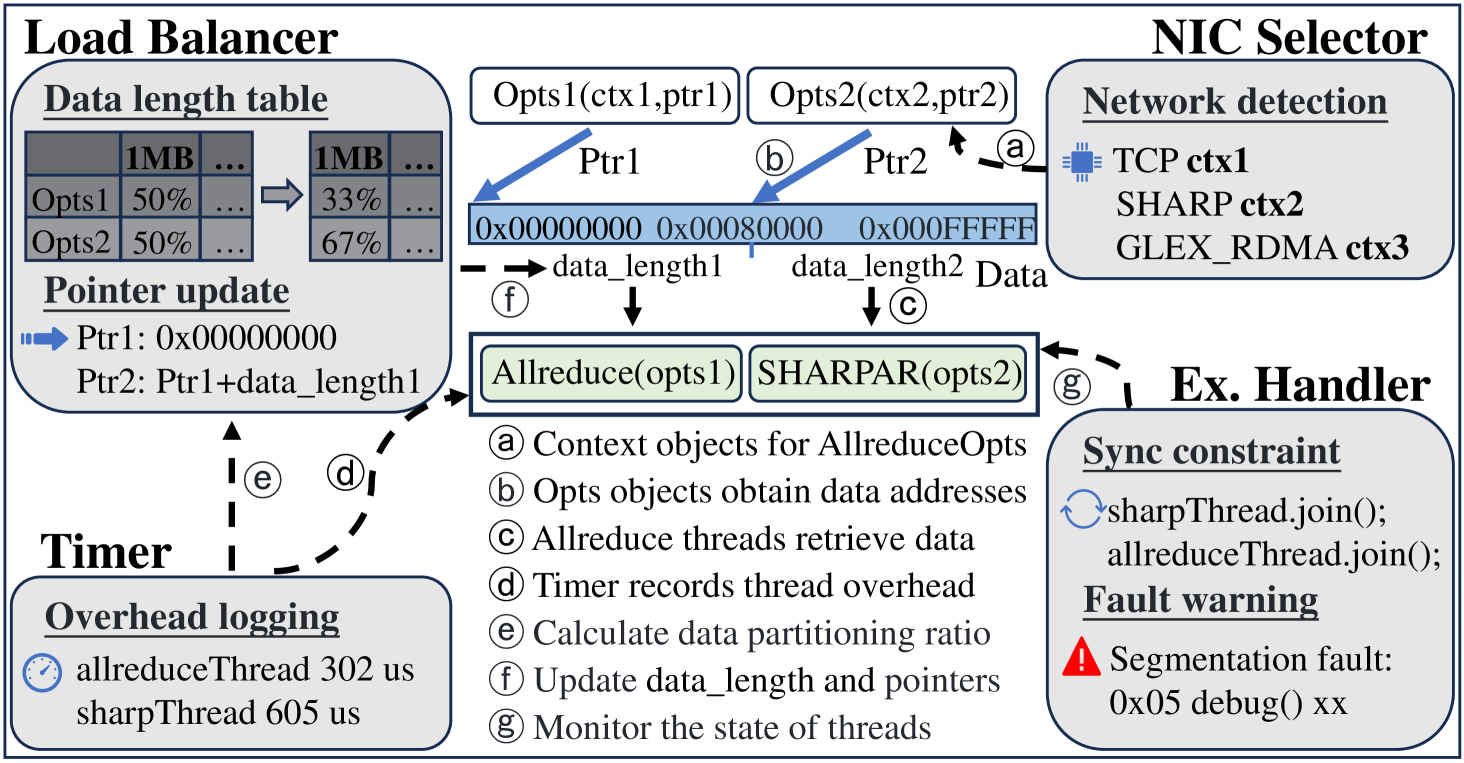 Load Balancer
Data length table
1MB …
Opts1 50% …
Opts2 50% …
1MB …
33% …
67% …
Pointer update
Ptr1: 0x00000000
Ptr2: Ptr1+data_length1
Opts1(ctx1,ptr1)
Opts2(ctx2,ptr2)
Ptr1
ⓑ
Ptr2
ⓐ
0x00000000 0x00080000 0x000FFFFF
data_length1
data_length2
Data
ⓕ
ⓒ
Allreduce(opts1)
SHARPAR(opts2)
ⓖ
ⓓ
ⓔ
NIC Selector
Network detection
TCP ctx1
SHARP ctx2
GLEX_RDMA ctx3
Timer
Overhead logging
allreduceThread 302 us
sharpThread 605 us
ⓐ Context objects for AllreduceOpts
ⓑ Opts objects obtain data addresses
ⓒ Allreduce threads retrieve data
ⓓ Timer records thread overhead
ⓔ Calculate data partitioning ratio
ⓕ Update data_length and pointers
ⓖ Monitor the state of threads
Ex. Handler
Sync constraint
sharpThread.join();
allreduceThread.join();
Fault warning
Segmentation fault:
0x05 debug() xx